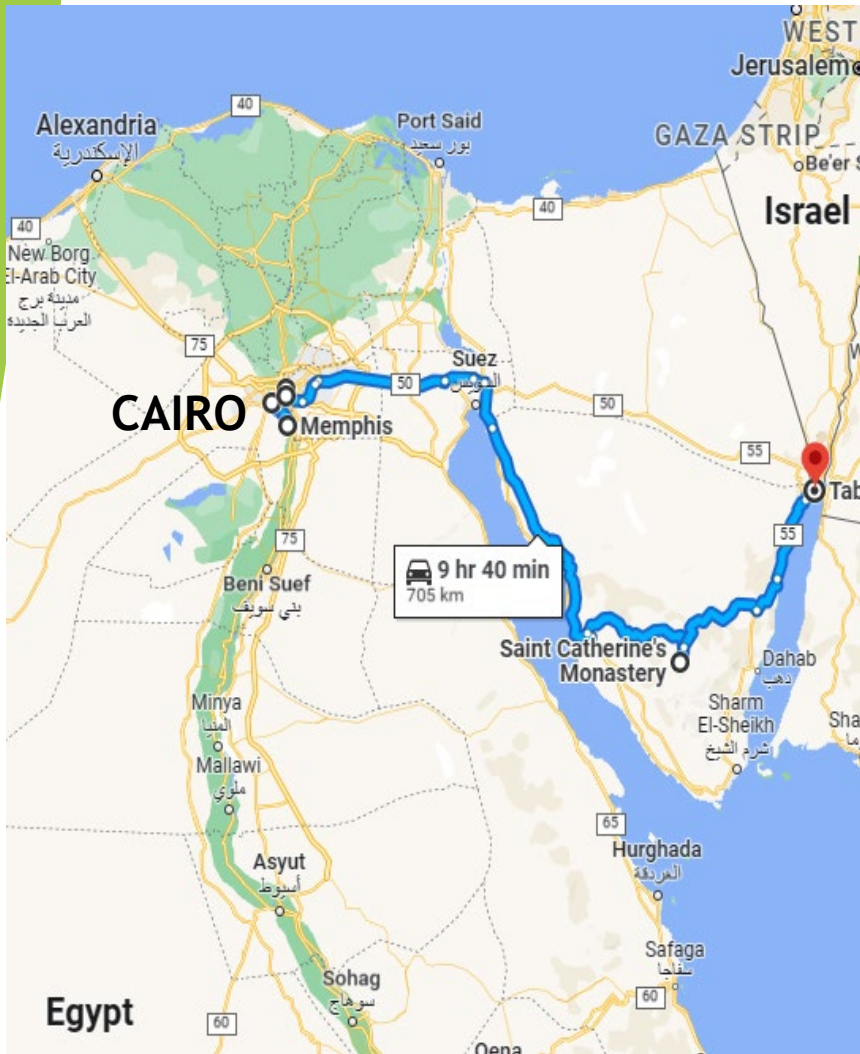 WEST
Jerusalem
40
Alexandria
الإسكندرية
Port Said
بور سعيد
GAZA STRIP
Be'er S
40
40
Israel
New Borg
El-Arab City
مدينة برج
العرب الجديدة
75
Suez
السويس
50
50
CAIRO
Memphis
55
Tab
75
55
9 hr 40 min
705 km
Beni Suef
بني سويف
Saint Catherine's
Monastery
Dahab
دهب
Minya
المنيا
Sharm
El-Sheikh
شرم الشيخ
Sha
ما
Mallawi
ملوي
65
Hurghada
الغردقة
Asyut
أسيوط
Safaga
سفاجا
Sohag
سوهاج
60
Egypt
60
Qena